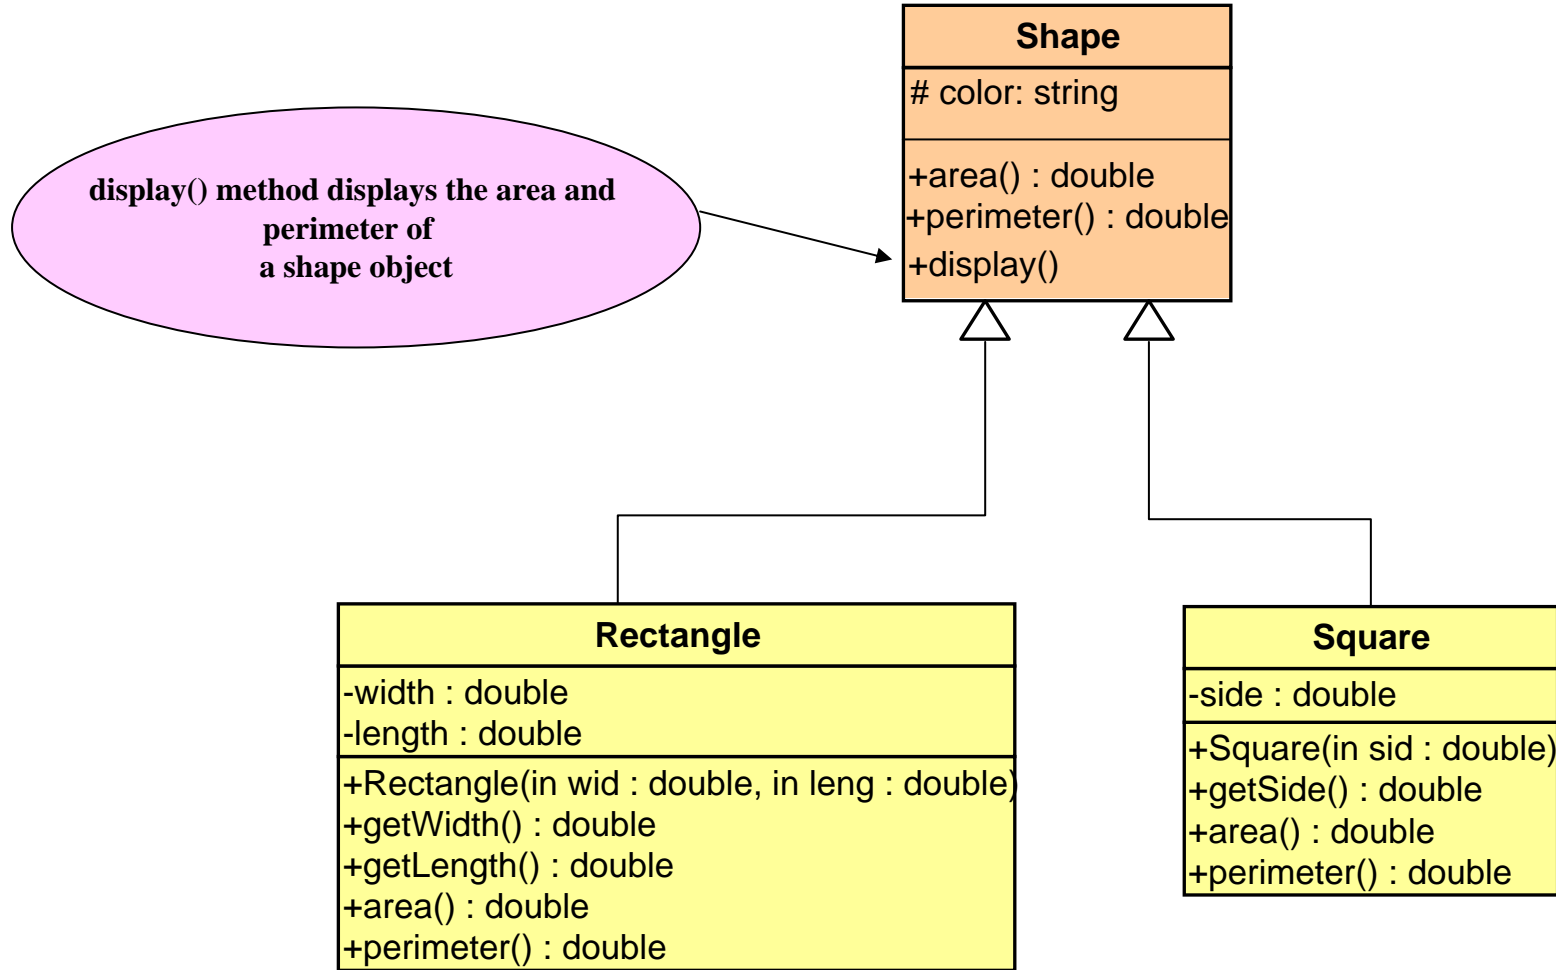 Shape
# color: string
+area() : double
+perimeter() : double
+display()
display() method displays the area and
perimeter of
a shape object
Rectangle
-width : double
-length : double
+Rectangle(in wid : double, in leng : double)
+getWidth() : double
+getLength() : double
+area() : double
+perimeter() : double
Square
-side : double
+Square(in sid : double)
+getSide() : double
+area() : double
+perimeter() : double